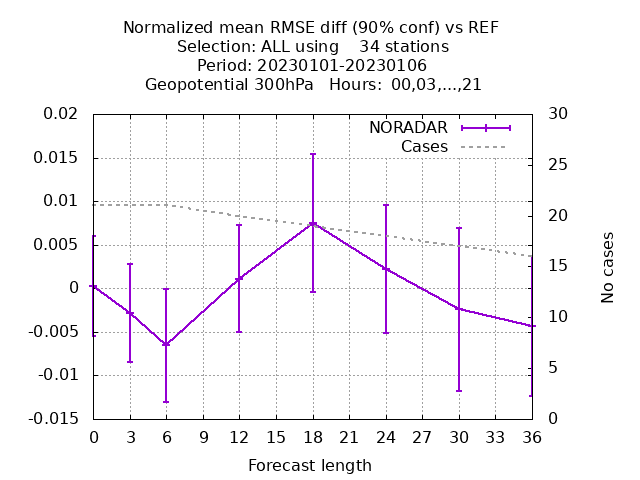 Normalized mean RMSE diff (90% conf) vs REF
Selection: ALL using 34 stations
Period: 20230101-20230106
Geopotential 300hPa Hours: 00,03,...,21
0.02 30
NORADAR
Cases
0.015 25
0.01 20
0.005
0 15
-0.005 10
-0.01 5
-0.015 0
No cases
0 3 6 9 12 15 18 21 24 27 30 33 36
Forecast length